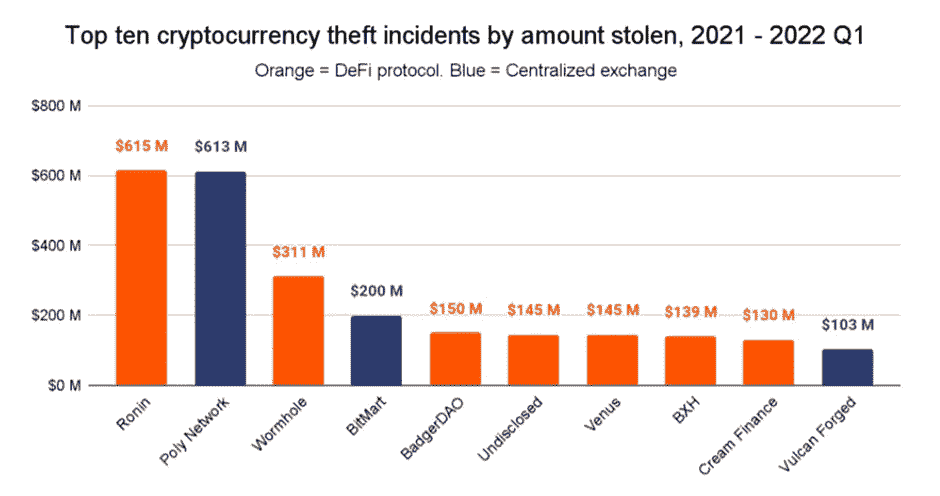 Top ten cryptocurrency theft incidents by amount stolen, 2021 - 2022 Q1
Orange = DeFi protocol. Blue = Centralized exchange
$800 M
$600 M
$400 M
$200 M
$0 M
$615 M
$613 M
$311 M
$200 M
$150 M
$145 M
$145 M
$139 M
$130 M
$103 M
Ronin
Poly Network
Wormhole
BitMart
BadgerDAO
Undisclosed
Venus
BXH
Cream Finance
Vulcan Forged